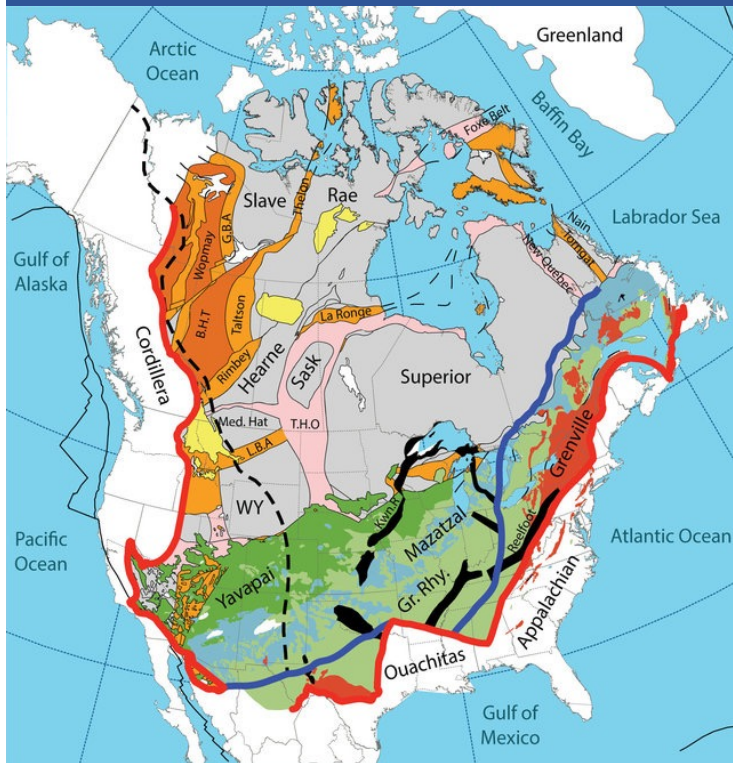 Greenland
Arctic
Ocean
Baffin Bay
Foxe Belt
Slave
Rae
Thelon
G.B.A
Wopmay
Nain
Torngat
New Quebec
Labrador Sea
Gulf of
Alaska
B.H.T
Taltson
Rimbey
La Ronge
Hearne
Sask
Superior
Cordillera
Med. Hat
T.H.O
L.B.A
WY
Grenville
Kwn.R
Mazatzal
Reelfoot
Pacific
Ocean
Atlantic Ocean
Yavapai
Gr. Rhy.
Appalachian
Ouachitas
Gulf of
Mexico